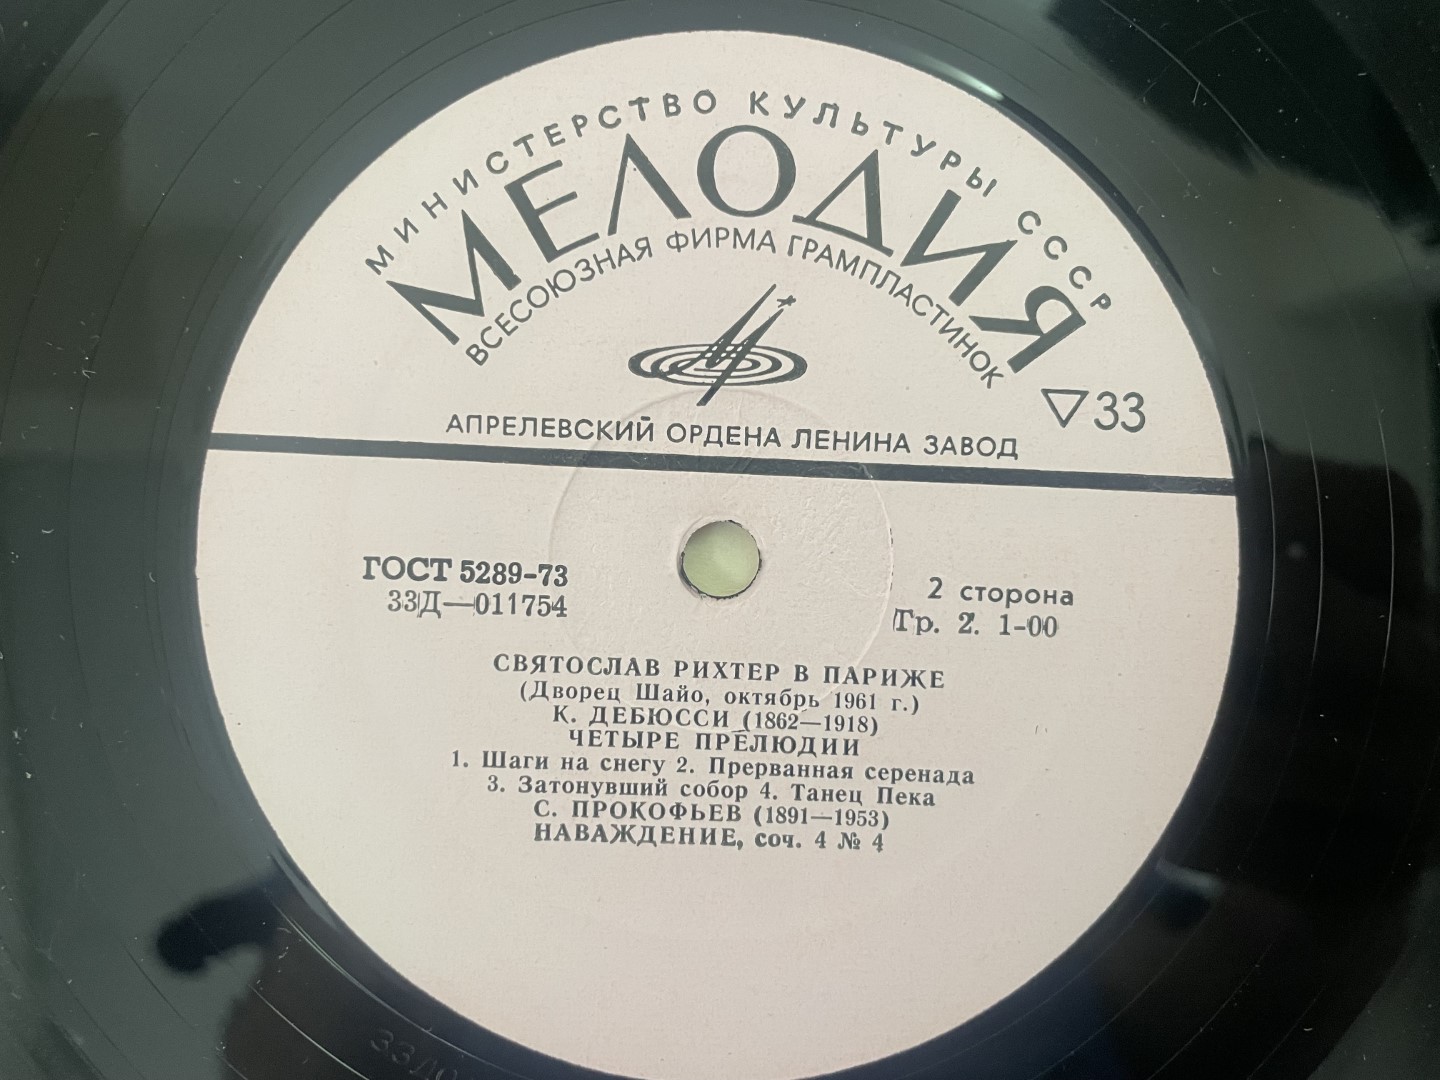 МИНИСТЕРСТВО КУЛЬТУРЫ СССР
МЕЛОДИЯ
ВСЕСОЮЗНАЯ ФИРМА ГРАМПЛАСТИНОК
▽33
АПРЕЛЕВСКИЙ ОРДЕНА ЛЕНИНА ЗАВОД
ГОСТ 5289-73
33Д—011754
2 сторона
Гр. 2. 1-00
СВЯТОСЛАВ РИХТЕР В ПАРИЖЕ
(Дворец Шайо, октябрь 1961 г.)
К. ДЕБЮССИ (1862—1918)
ЧЕТЫРЕ ПРЕЛЮДИИ
1. Шаги на снегу 2. Прерванная серенада
3. Затонувший собор 4. Танец Пека
С. ПРОКОФЬЕВ (1891—1953)
НАВАЖДЕНИЕ, соч. 4 № 4